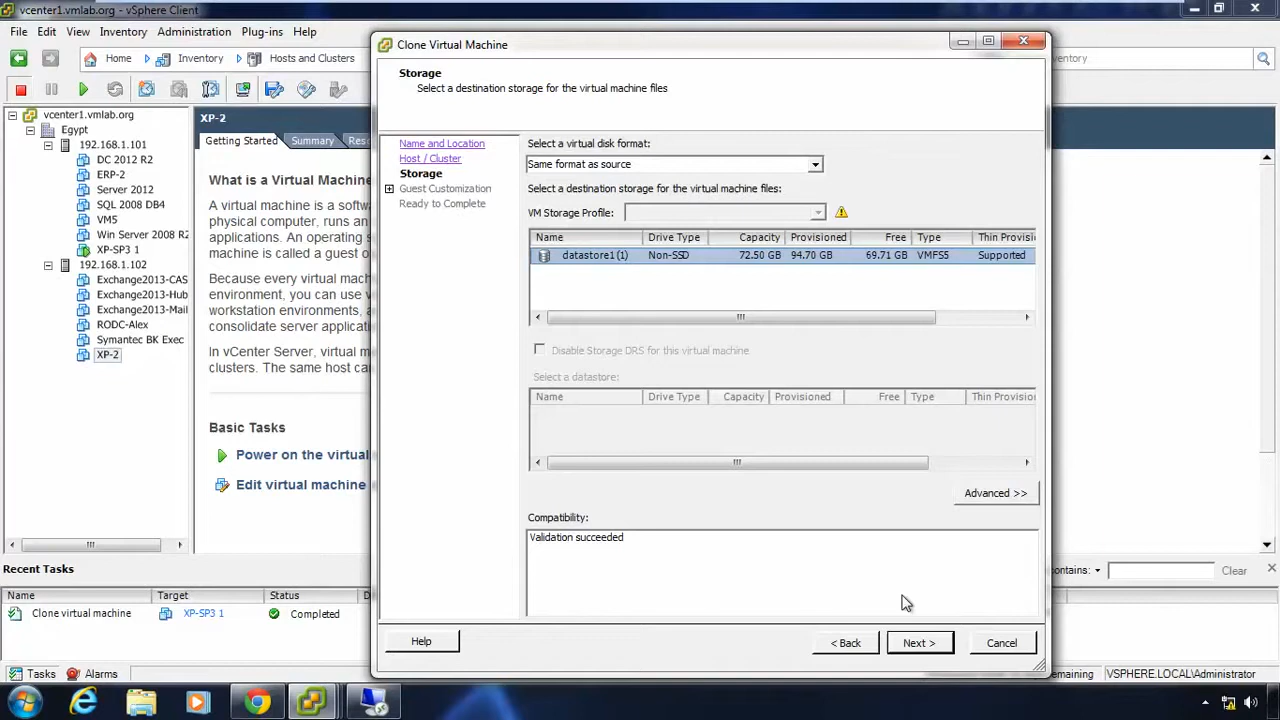 vcenter1.vmlab.org - vSphere Client
File Edit View Inventory Administration Plug-ins Help
Home Inventory Hosts and Clusters
ventory
vcenter1.vmlab.org
Egypt
192.168.1.101
DC 2012 R2
ERP-2
Server 2012
SQL 2008 DB4
VM5
Win Server 2008 R2
XP-SP3 1
192.168.1.102
Exchange2013-CAS
Exchange2013-Hub
Exchange2013-Mail
RODC-Alex
Symantec BK Exec
XP-2
XP-2
Getting Started Summary
What is a Virtual Machine
A virtual machine is a
physical computer, runs an
applications. An operating s
machine is called a guest o
Because every virtual mach
environment, you can use v
workstation environments, a
consolidate server applicat
In vCenter Server, virtual m
clusters. The same host ca
Basic Tasks
Power on the virtual
Edit virtual machine
Clone Virtual Machine
Storage
Select a destination storage for the virtual machine files
Name and Location
Host / Cluster
Storage
Guest Customization
Ready to Complete
Select a virtual disk format:
Same format as source
Select a destination storage for the virtual machine files:
VM Storage Profile:
Name Drive Type Capacity Provisioned Free Type Thin Provisi
datastore1 (1) Non-SSD 72.50 GB 94.70 GB 69.71 GB VMFS5 Supported
Disable Storage DRS for this virtual machine
Select a datastore:
Name Drive Type Capacity Provisioned Free Type Thin Provisio
Advanced >>
Compatibility:
Validation succeeded
Help < Back Next > Cancel
Recent Tasks
contains: Clear
Name Target Status
Clone virtual machine XP-SP3 1 Completed
Tasks Alarms
emaining VSPHERE.LOCAL\Administrator